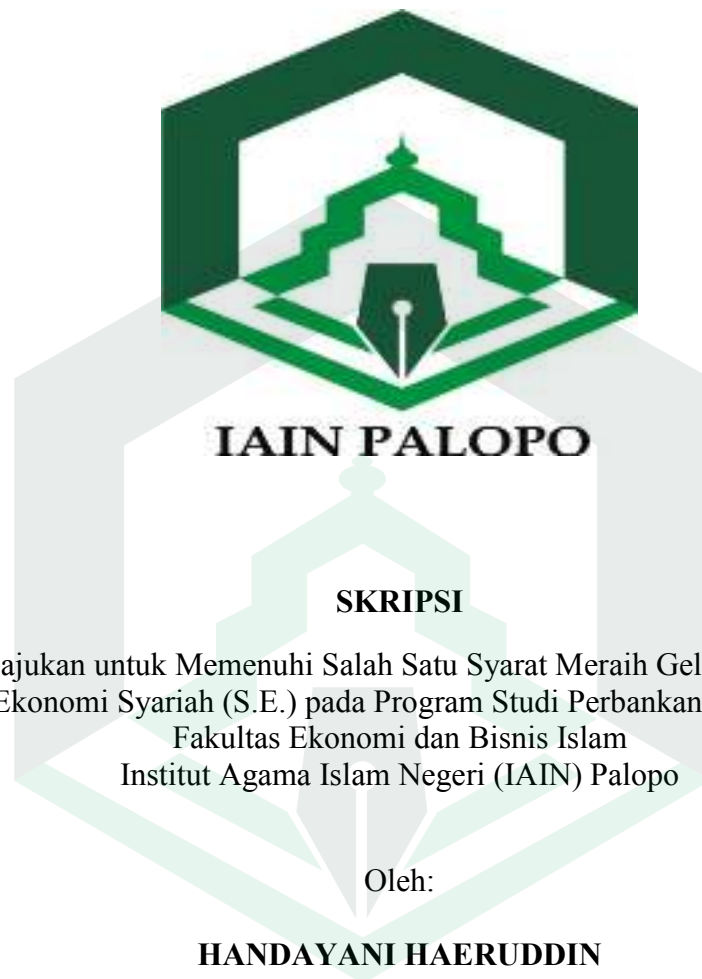 IAIN PALOPO
SKRIPSI
ajukan untuk Memenuhi Salah Satu Syarat Meraih Gel
Ekonomi Syariah (S.E.) pada Program Studi Perbankan
Fakultas Ekonomi dan Bisnis Islam
Institut Agama Islam Negeri (IAIN) Palopo
Oleh:
HANDAYANI HAERUDDIN